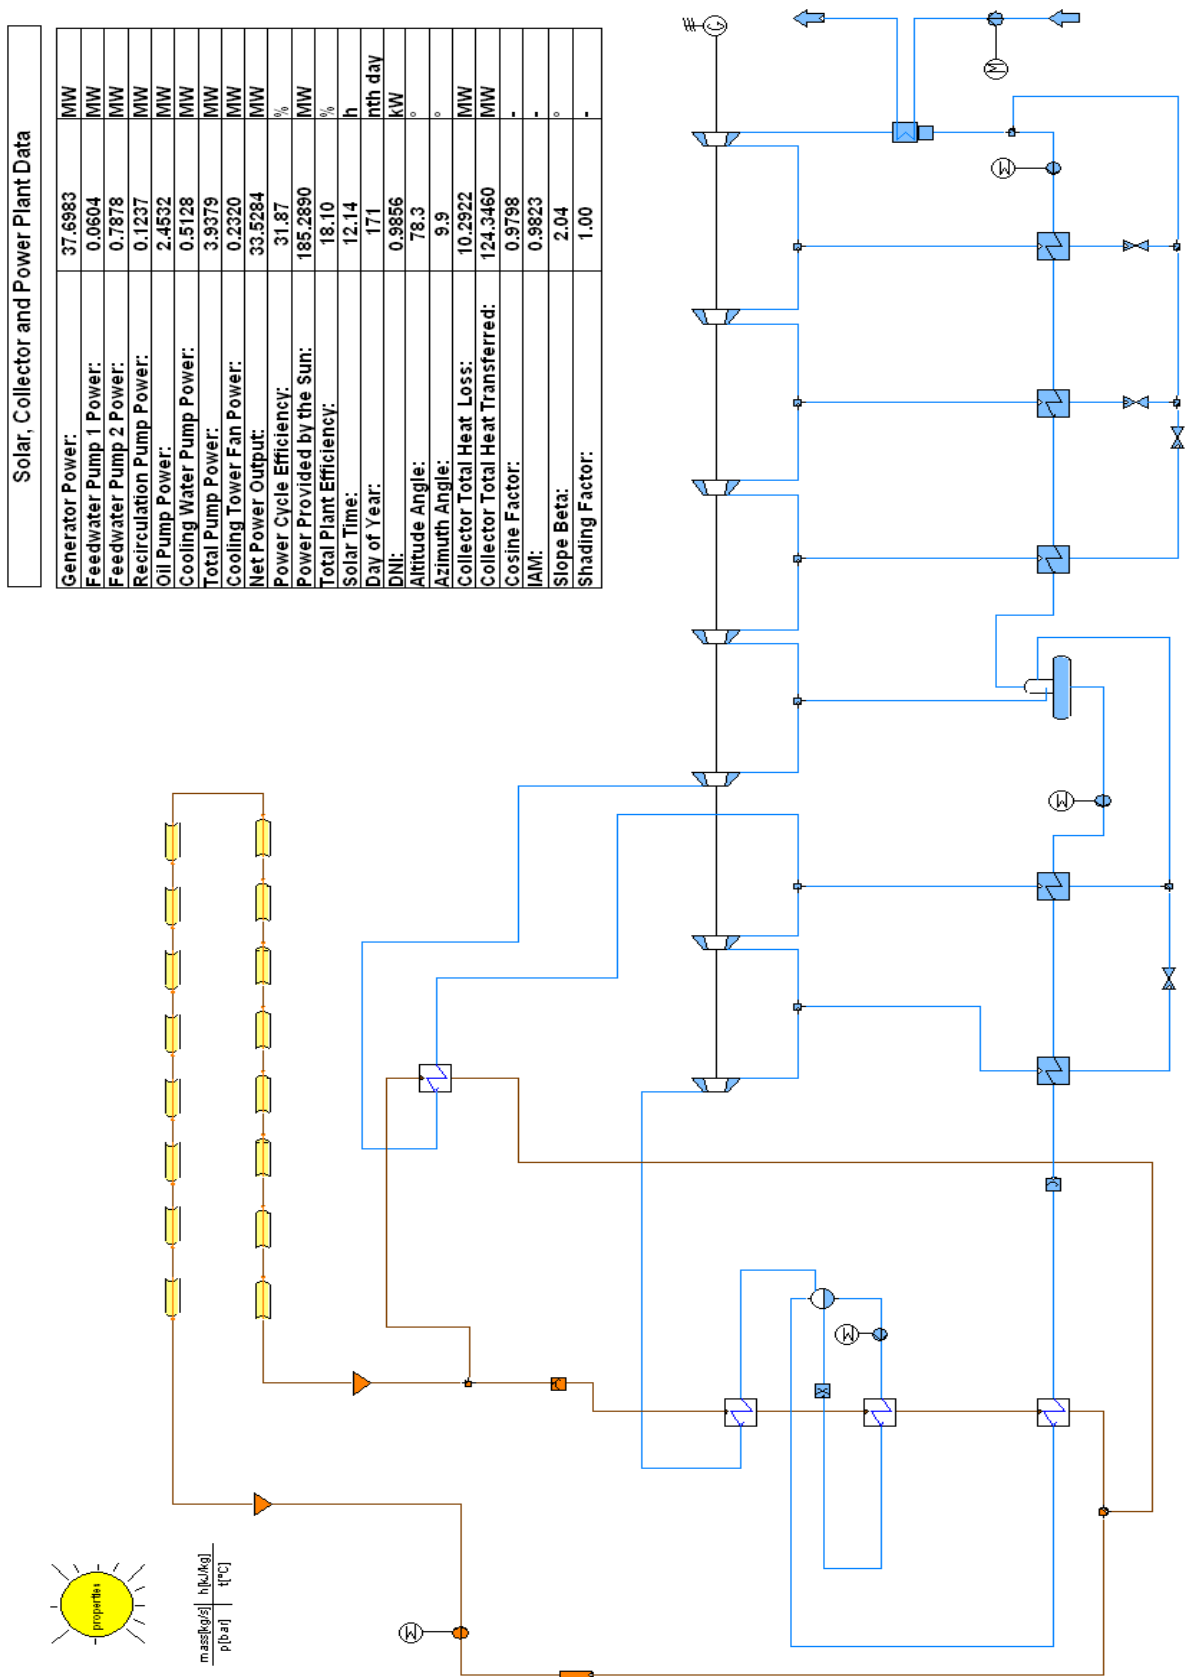 Solar, Collector and Power Plant Data
Generator Power: 37.6983 MW
Feedwater Pump 1 Power: 0.0604 MW
Feedwater Pump 2 Power: 0.7878 MW
Recirculation Pump Power: 0.1237 MW
Oil Pump Power: 2.4532 MW
Cooling Water Pump Power: 0.5128 MW
Total Pump Power: 3.9379 MW
Cooling Tower Fan Power: 0.2320 MW
Net Power Output: 33.5284 MW
Power Cycle Efficiency: 31.87 %
Power Provided by the Sun: 185.2890 MW
Total Plant Efficiency: 18.10 %
Solar Time: 12.14 h
Day of Year: 171 nth day
DNI: 0.9856 kW
Altitude Angle: 78.3 °
Azimuth Angle: 9.9 °
Collector Total Heat Loss: 10.2922 MW
Collector Total Heat Transferred: 124.3460 MW
Cosine Factor: 0.9798 -
IAM: 0.9823 -
Slope Beta: 2.04 °
Shading Factor: 1.00 -
G
M
M
M
M
M
properties
mass[kg/s] h[kJ/kg]
p[bar] t[°C]